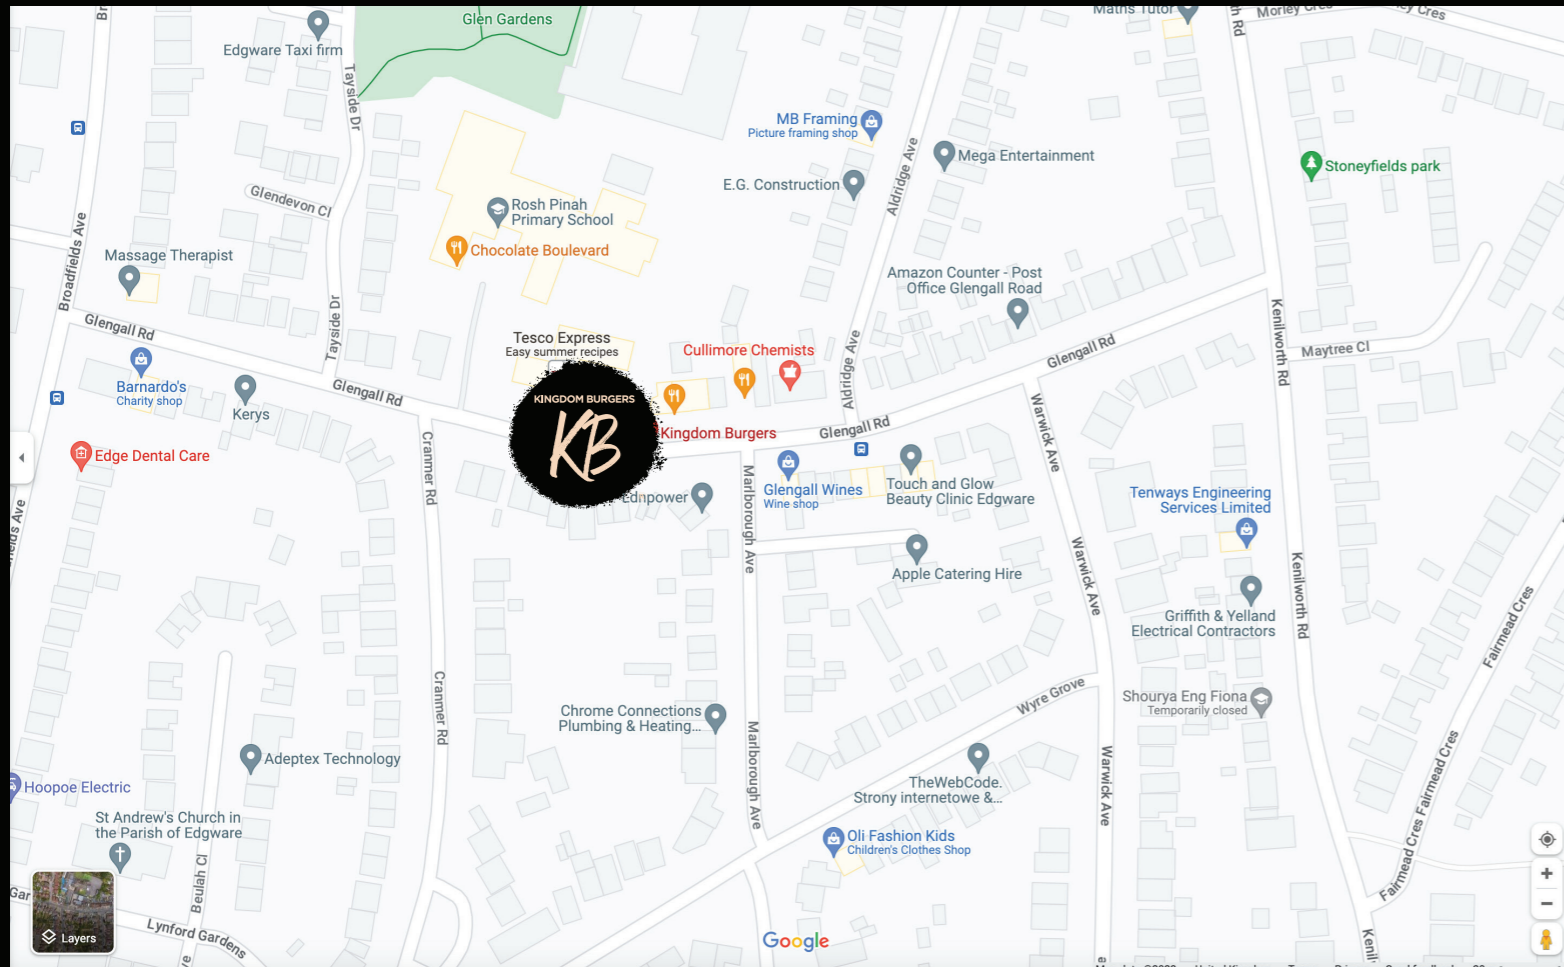 Glen Gardens
Maths Tutor
Morley Cres
Edgware Taxi firm
Tayside Dr
MB Framing
Picture framing shop
Aldridge Ave
Mega Entertainment
E.G. Construction
Stoneyfields park
Glendevon Cl
Rosh Pinah
Primary School
Chocolate Boulevard
Broadfields Ave
Massage Therapist
Amazon Counter - Post
Office Glengall Road
Glengall Rd
Tayside Dr
Tesco Express
Easy summer recipes
Cullimore Chemists
Aldridge Ave
Glengall Rd
Kenilworth Rd
Maytree Cl
Barnardo's
Charity shop
Kerys
Glengall Rd
KINGDOM BURGERS
KB
Kingdom Burgers
Glengall Rd
Warwick Ave
Edge Dental Care
Cranmer Rd
Marlborough Ave
Glengall Wines
Wine shop
Touch and Glow
Beauty Clinic Edgware
Tenways Engineering
Services Limited
Apple Catering Hire
Warwick Ave
Kenilworth Rd
Griffith & Yelland
Electrical Contractors
Fairmead Cres
Cranmer Rd
Wyre Grove
Shourya Eng Fiona
Temporarily closed
Chrome Connections
Plumbing & Heating...
Marlborough Ave
Adeptex Technology
Warwick Ave
Hoopoe Electric
TheWebCode.
Strony internetowe &...
Fairmead Cres
Fairmead Cres
St Andrew's Church in
the Parish of Edgware
Oli Fashion Kids
Children's Clothes Shop
Beulah Cl
Lynford Gardens
Layers
Google